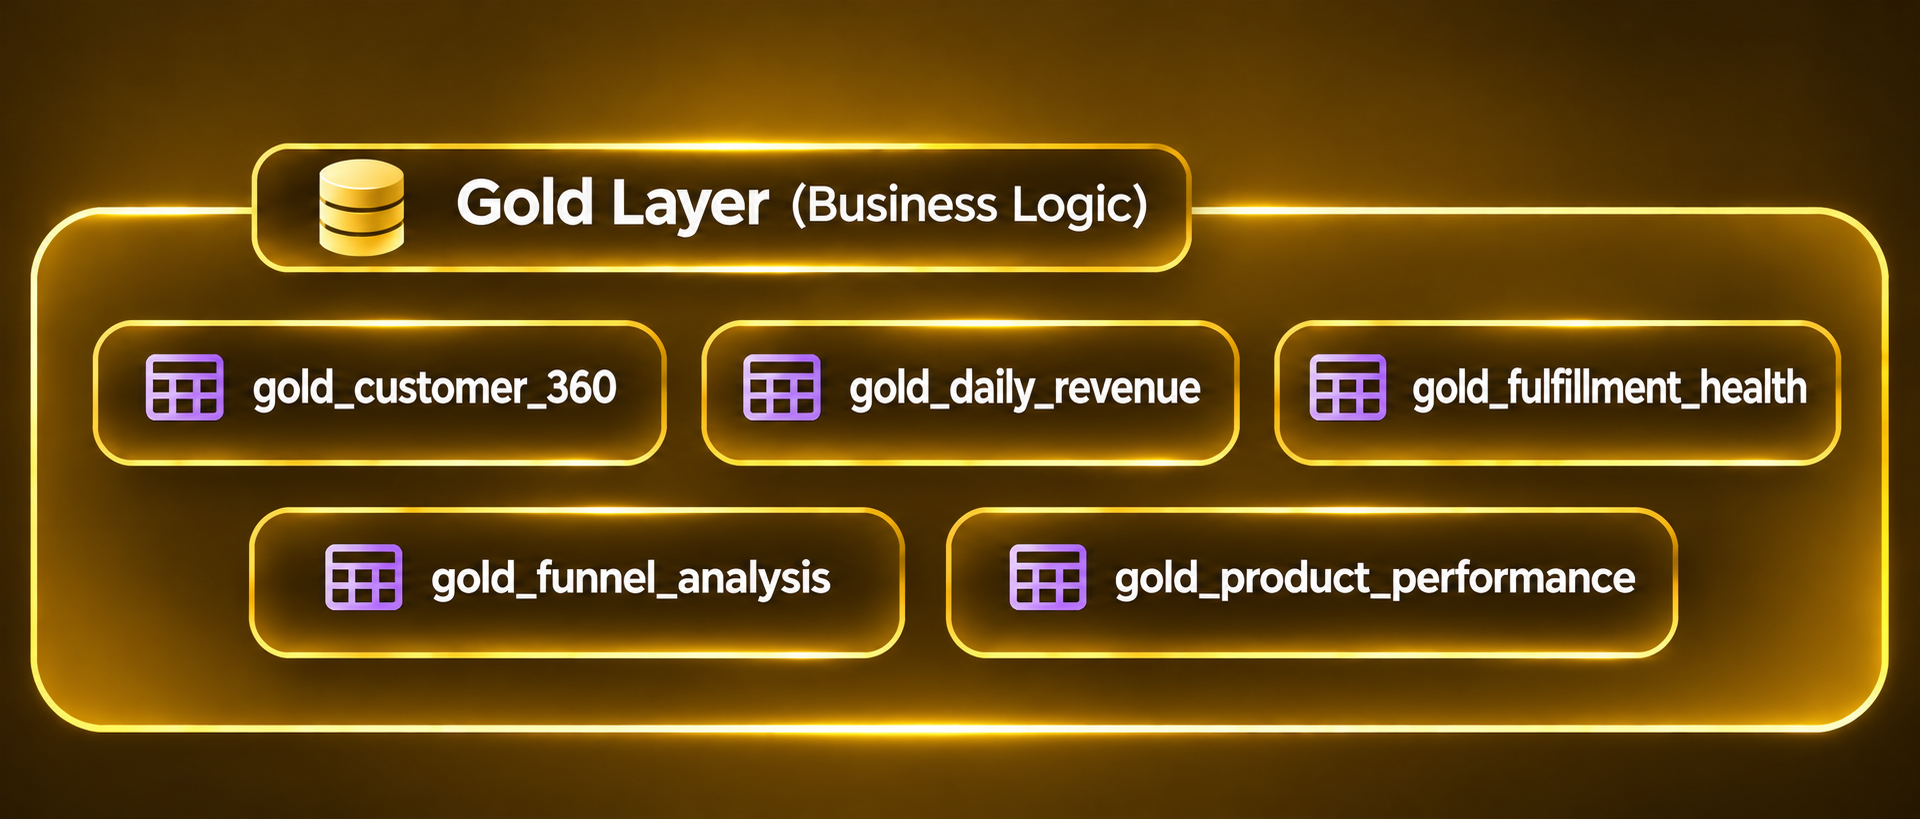 Gold Layer (Business Logic)
gold_customer_360
gold_daily_revenue
gold_fulfillment_health
gold_funnel_analysis
gold_product_performance